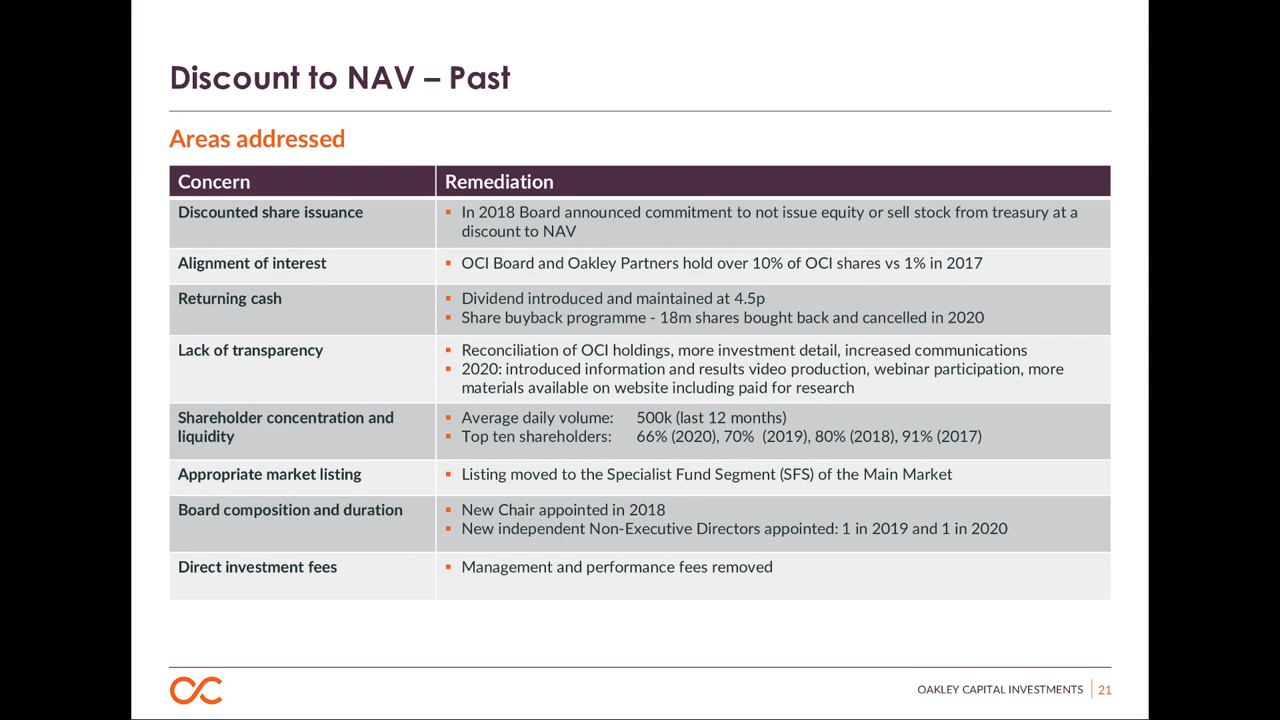 Discount to NAV – Past
Areas addressed
Concern
Remediation
Discounted share issuance
▪ In 2018 Board announced commitment to not issue equity or sell stock from treasury at a
discount to NAV
Alignment of interest
▪ OCI Board and Oakley Partners hold over 10% of OCI shares vs 1% in 2017
Returning cash
▪ Dividend introduced and maintained at 4.5p
▪ Share buyback programme - 18m shares bought back and cancelled in 2020
Lack of transparency
▪ Reconciliation of OCI holdings, more investment detail, increased communications
▪ 2020: introduced information and results video production, webinar participation, more
materials available on website including paid for research
Shareholder concentration and
liquidity
▪ Average daily volume: 500k (last 12 months)
▪ Top ten shareholders: 66% (2020), 70% (2019), 80% (2018), 91% (2017)
Appropriate market listing
▪ Listing moved to the Specialist Fund Segment (SFS) of the Main Market
Board composition and duration
▪ New Chair appointed in 2018
▪ New independent Non-Executive Directors appointed: 1 in 2019 and 1 in 2020
Direct investment fees
▪ Management and performance fees removed
OAKLEY CAPITAL INVESTMENTS
21